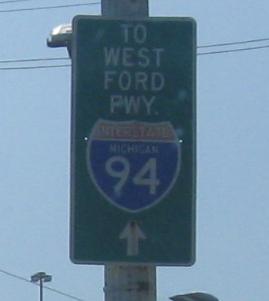 TO
WEST
FORD
PWY.
INTERSTATE
MICHIGAN
94